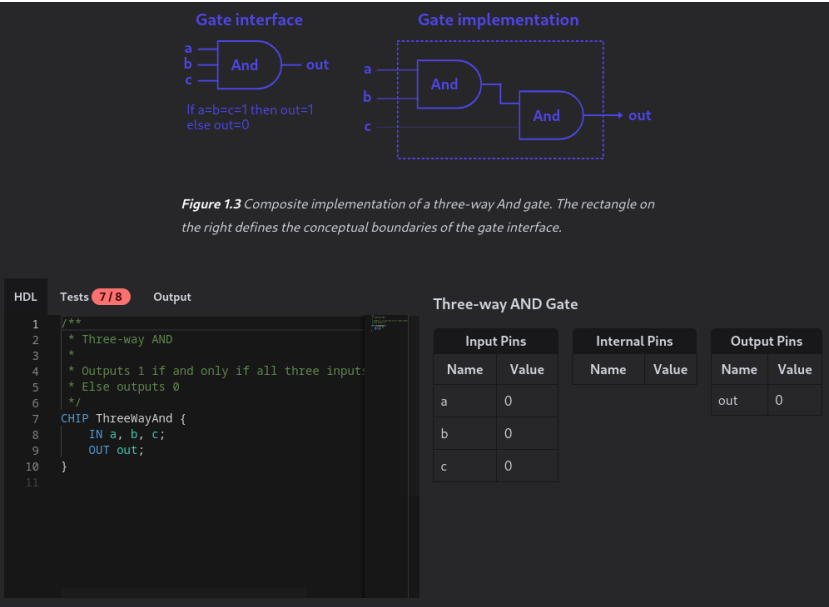 Gate interface
Gate implementation
a
b
c
And
out
If a=b=c=1 then out=1
else out=0
a
b
c
And
And
out
Figure 1.3 Composite implementation of a three-way And gate. The rectangle on
the right defines the conceptual boundaries of the gate interface.
HDL Tests 7/8 Output
1 /**
2 * Three-way AND
3 *
4 * Outputs 1 if and only if all three inputs
5 * Else outputs 0
6 */
7 CHIP ThreeWayAnd {
8 IN a, b, c;
9 OUT out;
10 }
11
Three-way AND Gate
Input Pins
Name Value
a 0
b 0
c 0
Internal Pins
Name Value
Output Pins
Name Value
out 0